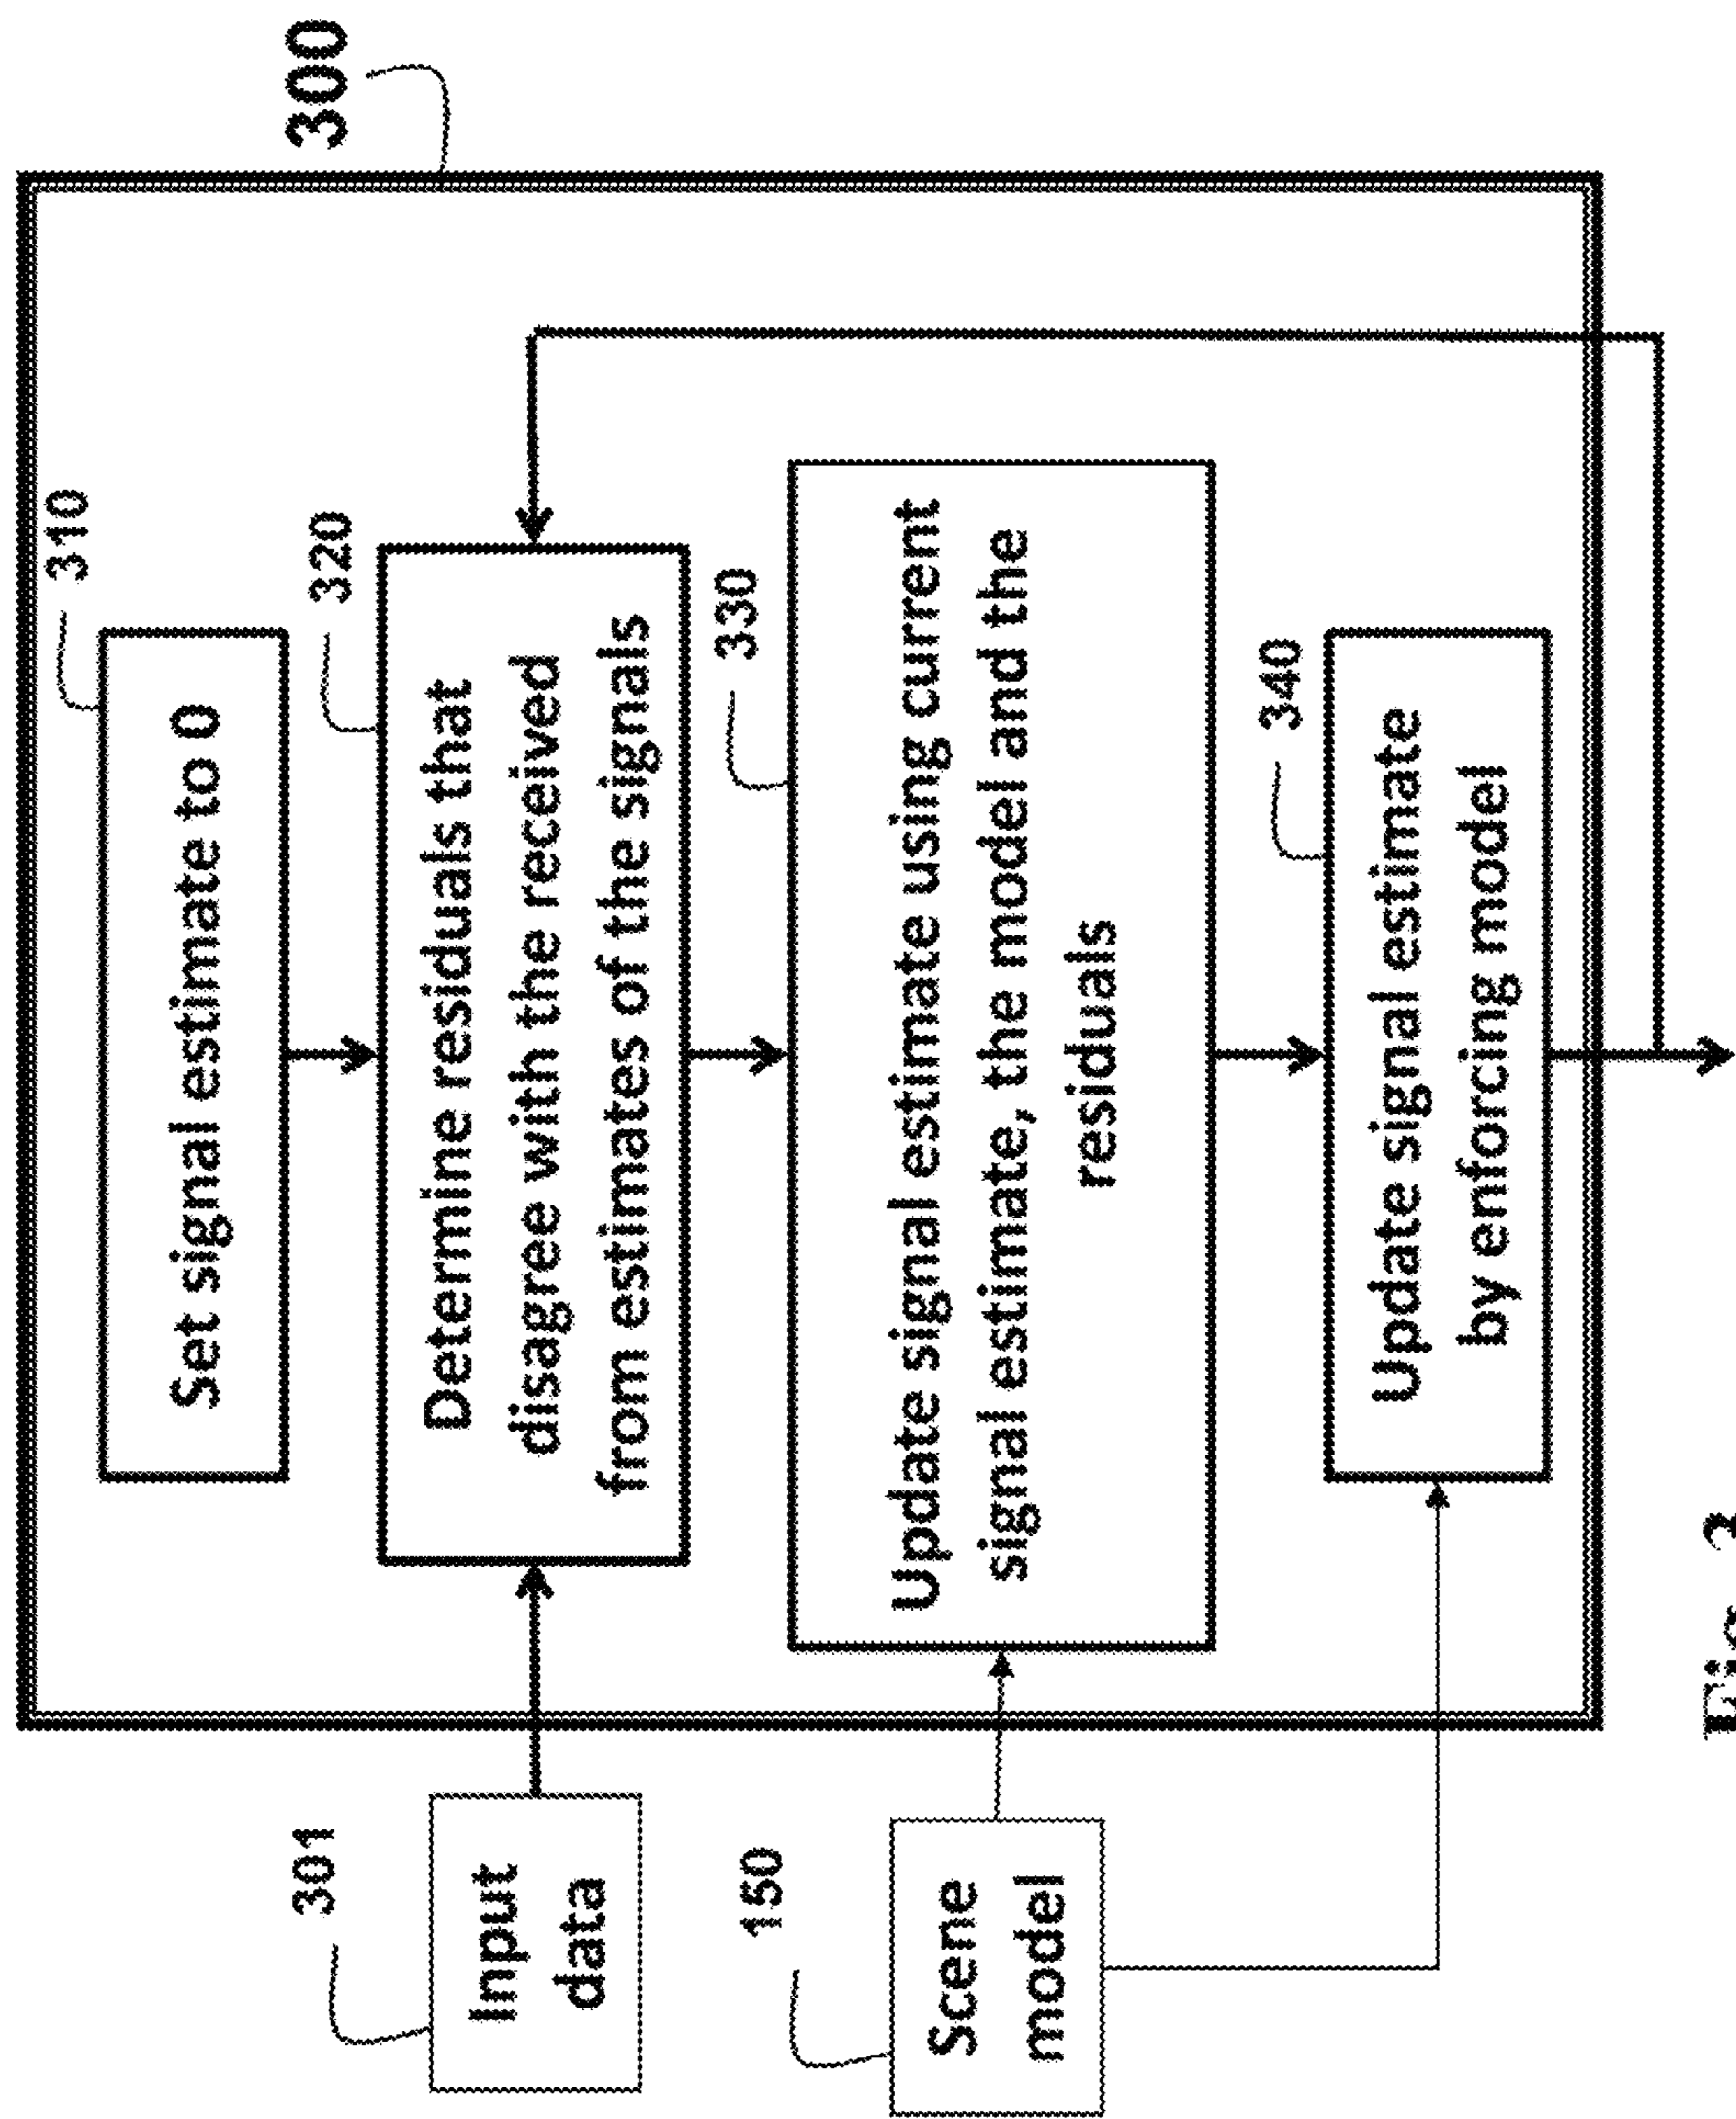 300
310
Set signal estimate to 0
320
Determine residuals that
disagree with the received
from estimates of the signals
301
Input
data
330
Update signal estimate using current
signal estimate, the model and the
residuals
150
Scene
model
340
Update signal estimate
by enforcing model
Fig. 3